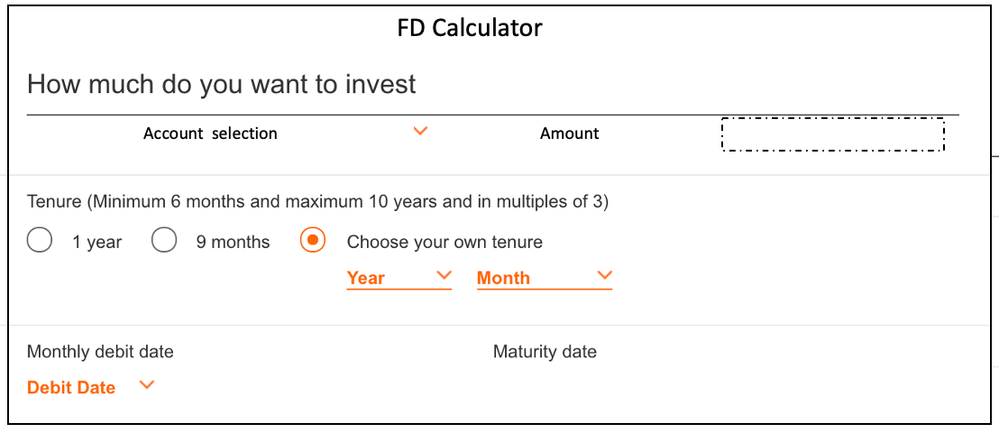 FD Calculator
How much do you want to invest
Account selection Amount
Tenure (Minimum 6 months and maximum 10 years and in multiples of 3)
1 year 9 months Choose your own tenure
Year Month
Monthly debit date Maturity date
Debit Date